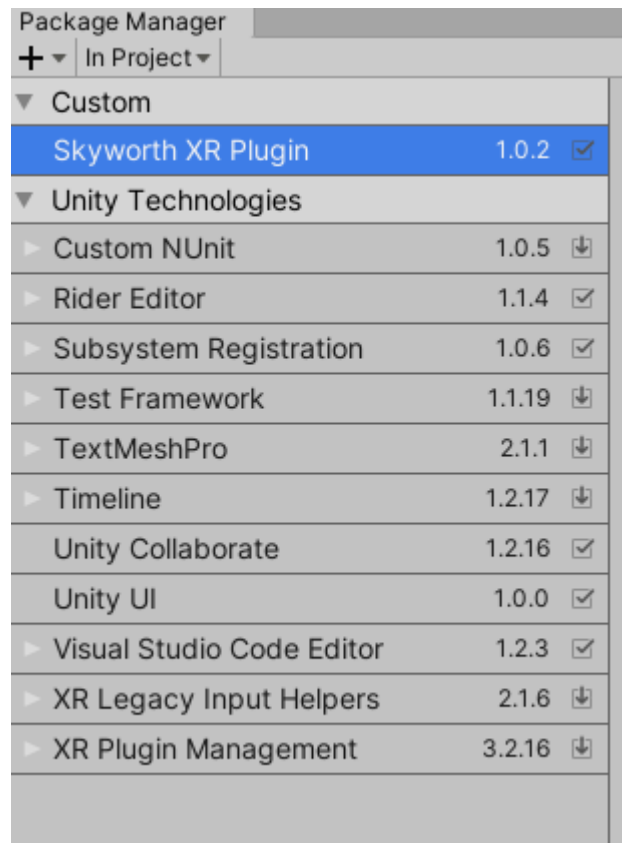 Package Manager
In Project
Custom
Skyworth XR Plugin 1.0.2
Unity Technologies
Custom NUnit 1.0.5
Rider Editor 1.1.4
Subsystem Registration 1.0.6
Test Framework 1.1.19
TextMeshPro 2.1.1
Timeline 1.2.17
Unity Collaborate 1.2.16
Unity UI 1.0.0
Visual Studio Code Editor 1.2.3
XR Legacy Input Helpers 2.1.6
XR Plugin Management 3.2.16